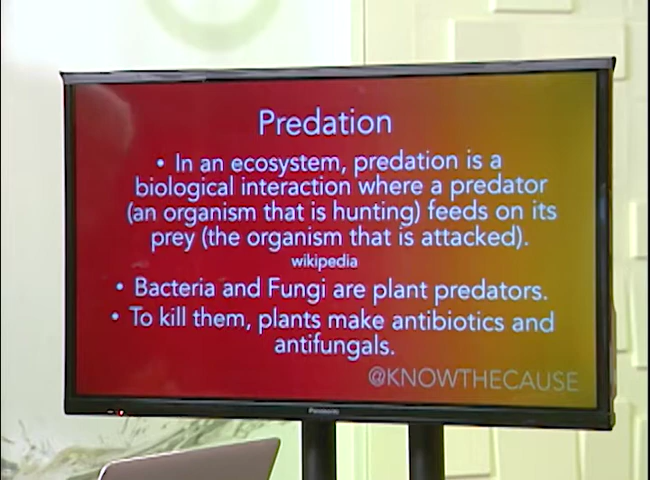 Predation
• In an ecosystem, predation is a
biological interaction where a predator
(an organism that is hunting) feeds on its
prey (the organism that is attacked).
wikipedia
• Bacteria and Fungi are plant predators.
• To kill them, plants make antibiotics and
antifungals.
@KNOWTHECAUSE
Panasonic